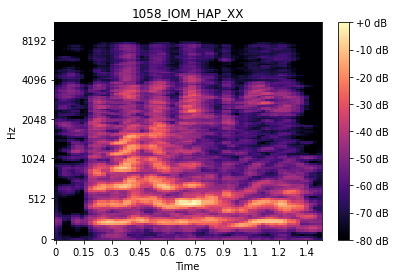 1058_IOM_HAP_XX
Hz
8192
4096
2048
1024
512
0
0 0.15 0.3 0.45 0.6 0.75 0.9 1.1 1.2 1.4
Time
+0 dB
-10 dB
-20 dB
-30 dB
-40 dB
-50 dB
-60 dB
-70 dB
-80 dB